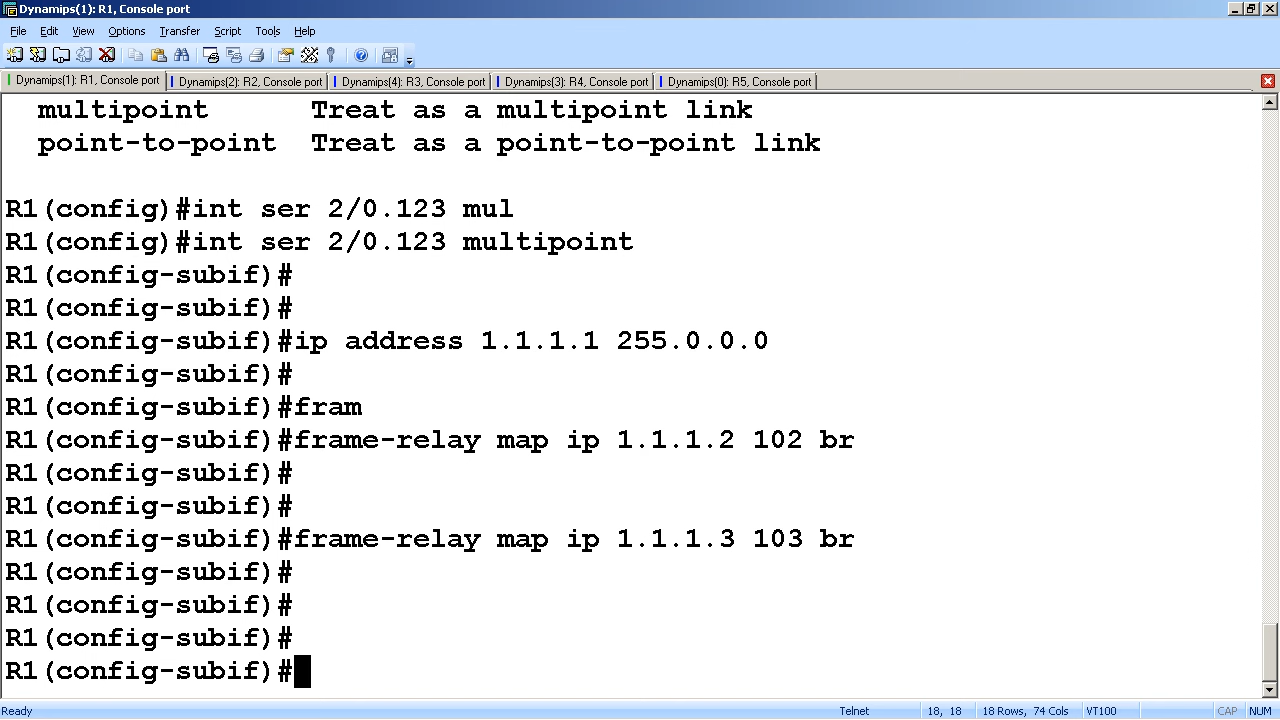 Dynamips(1): R1, Console port
File Edit View Options Transfer Script Tools Help
Dynamips(1): R1, Console port Dynamips(2): R2, Console port Dynamips(4): R3, Console port Dynamips(3): R4, Console port Dynamips(0): R5, Console port
multipoint Treat as a multipoint link
point-to-point Treat as a point-to-point link
R1(config)#int ser 2/0.123 mul
R1(config)#int ser 2/0.123 multipoint
R1(config-subif)#
R1(config-subif)#
R1(config-subif)#ip address 1.1.1.1 255.0.0.0
R1(config-subif)#
R1(config-subif)#fram
R1(config-subif)#frame-relay map ip 1.1.1.2 102 br
R1(config-subif)#
R1(config-subif)#
R1(config-subif)#frame-relay map ip 1.1.1.3 103 br
R1(config-subif)#
R1(config-subif)#
R1(config-subif)#
R1(config-subif)#
Ready Telnet 18, 18 18 Rows, 74 Cols VT100 CAP NUM